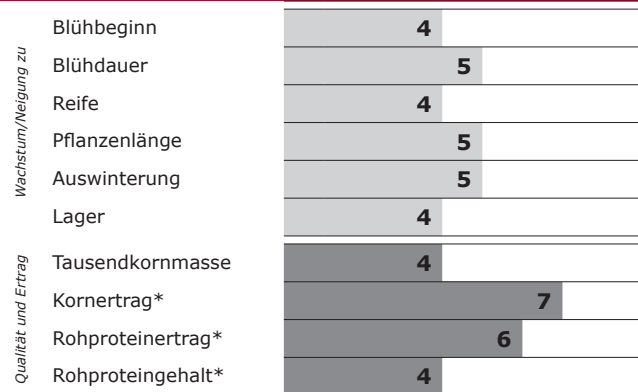 Wachstum/Neigung zu
Blühbeginn 4
Blühdauer 5
Reife 4
Pflanzenlänge 5
Auswinterung 5
Lager 4
Qualität und Ertrag
Tausendkornmasse 4
Kornertrag* 7
Rohproteinertrag* 6
Rohproteingehalt* 4